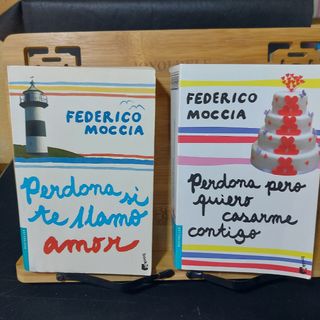 FEDERICO
MOCCIA
Perdona si
te llamo
amor
FEDERICO
MOCCIA
Perdona pero
quiero
casarme
contigo